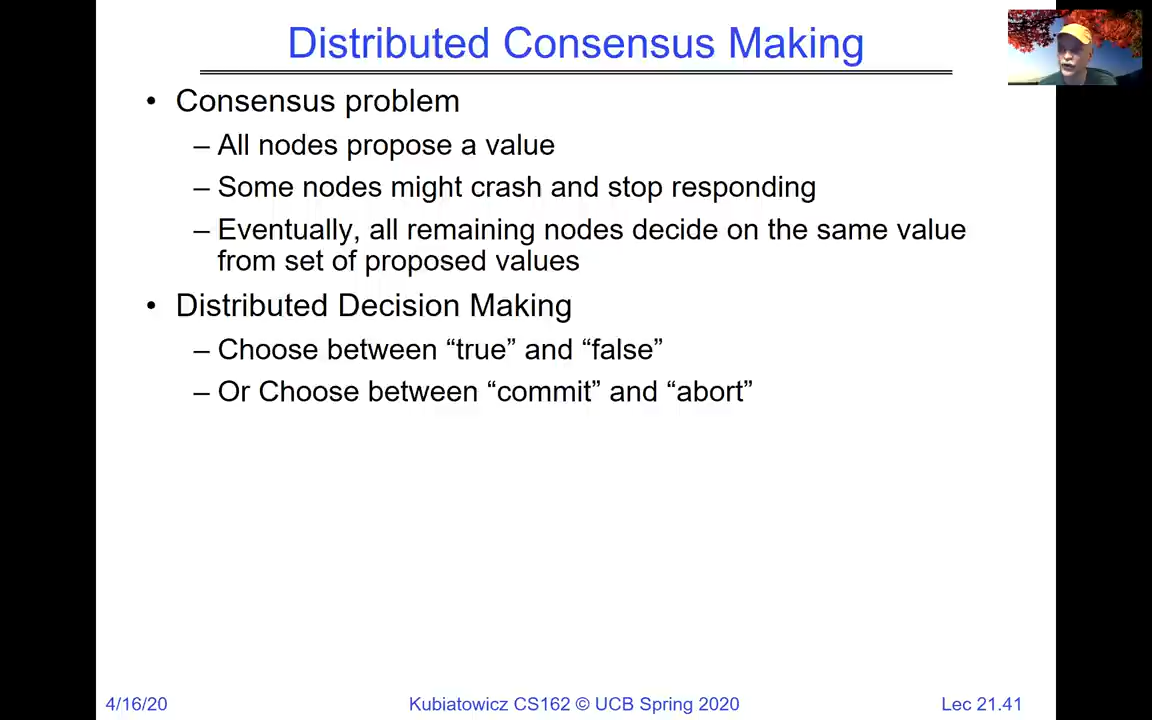 Distributed Consensus Making
• Consensus problem
– All nodes propose a value
– Some nodes might crash and stop responding
– Eventually, all remaining nodes decide on the same value
from set of proposed values
• Distributed Decision Making
– Choose between “true” and “false”
– Or Choose between “commit” and “abort”
4/16/20
Kubiatowicz CS162 © UCB Spring 2020
Lec 21.41